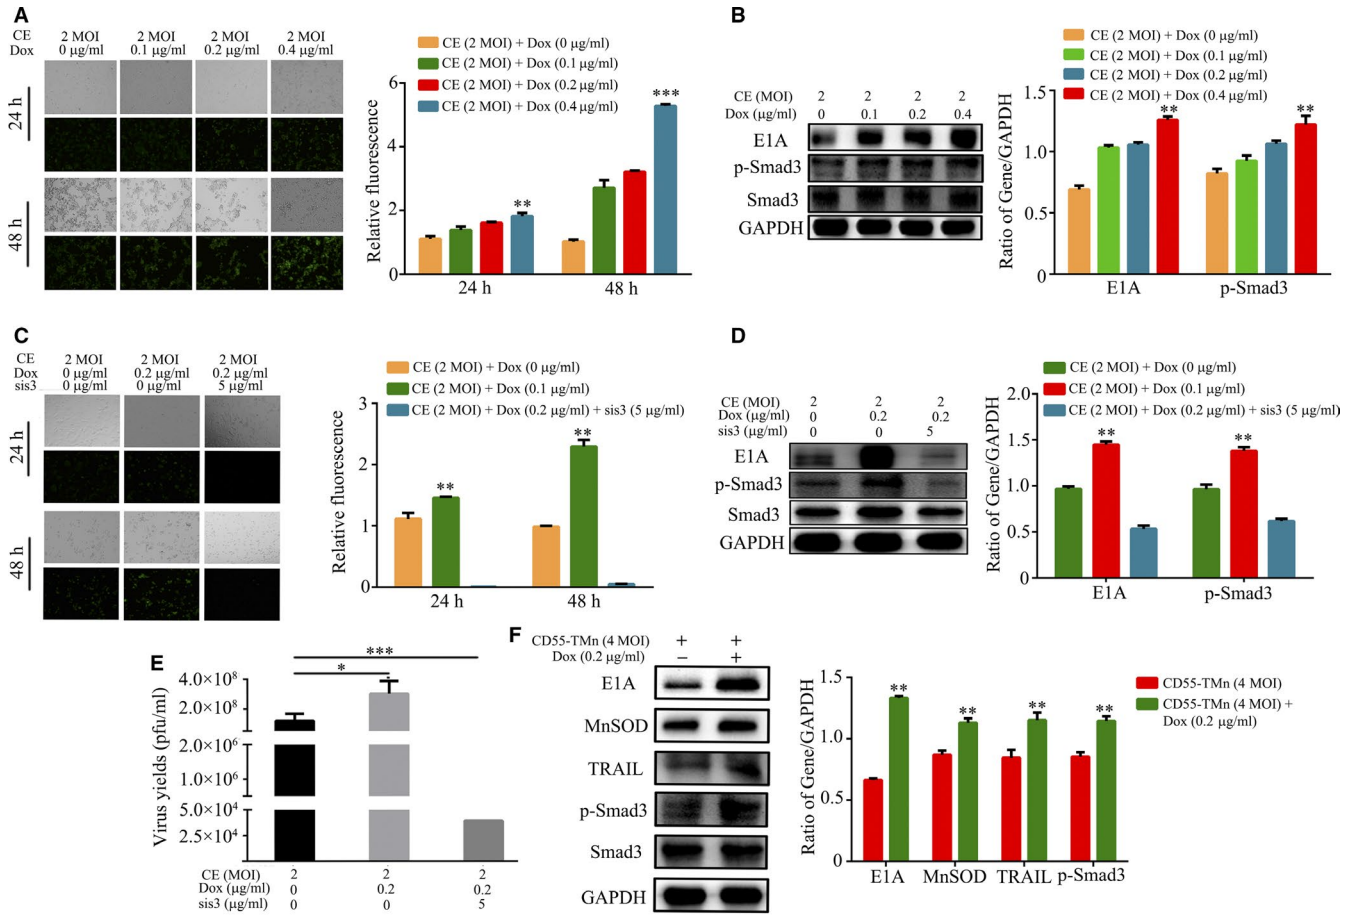 A
CE 2 MOI 2 MOI 2 MOI 2 MOI
Dox 0 µg/ml 0.1 µg/ml 0.2 µg/ml 0.4 µg/ml
24 h
48 h
CE (2 MOI) + Dox (0 µg/ml)
CE (2 MOI) + Dox (0.1 µg/ml)
CE (2 MOI) + Dox (0.2 µg/ml)
CE (2 MOI) + Dox (0.4 µg/ml)
Relative fluorescence
6
4
2
0
**
***
24 h 48 h
B
CE (MOI) 2 2 2 2
Dox (µg/ml) 0 0.1 0.2 0.4
E1A
p-Smad3
Smad3
GAPDH
CE (2 MOI) + Dox (0 µg/ml)
CE (2 MOI) + Dox (0.1 µg/ml)
CE (2 MOI) + Dox (0.2 µg/ml)
CE (2 MOI) + Dox (0.4 µg/ml)
Ratio of Gene/GAPDH
1.5
1.0
0.5
0
** **
E1A p-Smad3
C
CE 2 MOI 2 MOI 2 MOI
Dox 0 µg/ml 0.2 µg/ml 0.2 µg/ml
sis3 0 µg/ml 0 µg/ml 5 µg/ml
24 h
48 h
CE (2 MOI) + Dox (0 µg/ml)
CE (2 MOI) + Dox (0.1 µg/ml)
CE (2 MOI) + Dox (0.2 µg/ml) + sis3 (5 µg/ml)
Relative fluorescence
3
2
1
0
** **
24 h 48 h
D
CE (MOI) 2 2 2
Dox (µg/ml) 0 0.2 0.2
sis3 (µg/ml) 0 0 5
E1A
p-Smad3
Smad3
GAPDH
CE (2 MOI) + Dox (0 µg/ml)
CE (2 MOI) + Dox (0.1 µg/ml)
CE (2 MOI) + Dox (0.2 µg/ml) + sis3 (5 µg/ml)
Ratio of Gene/GAPDH
2.0
1.5
1.0
0.5
0
** **
E1A p-Smad3
E
***
*
Virus yields (pfu/ml)
4.0×10⁸
2.0×10⁸
2.0×10⁶
1.0×10⁶
5.0×10⁴
2.5×10⁴
0
CE (MOI) 2 2 2
Dox (µg/ml) 0 0.2 0.2
sis3 (µg/ml) 0 0 5
F
CD55-TMn (4 MOI) + +
Dox (0.2 µg/ml) − +
E1A
MnSOD
TRAIL
p-Smad3
Smad3
GAPDH
CD55-TMn (4 MOI)
CD55-TMn (4 MOI) +
Dox (0.2 µg/ml)
Ratio of Gene/GAPDH
1.5
1.0
0.5
0
** ** ** **
E1A MnSOD TRAIL p-Smad3